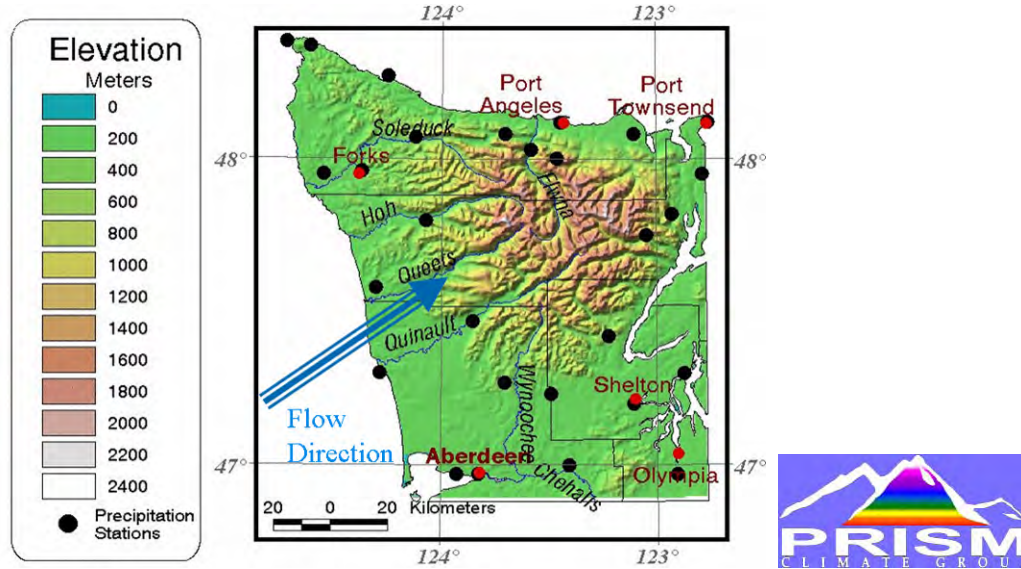 Elevation
Meters
0
200
400
600
800
1000
1200
1400
1600
1800
2000
2200
2400
Precipitation
Stations
124°
123°
48°
48°
47°
47°
124°
123°
Port
Angeles
Port
Townsend
Soleduck
Forks
Elwha
Hoh
Queets
Quinault
Wynoochee
Shelton
Flow
Direction
Aberdeen
Chehalis
Olympia
20 0 20 Kilometers
PRISM
CLIMATE GROUP